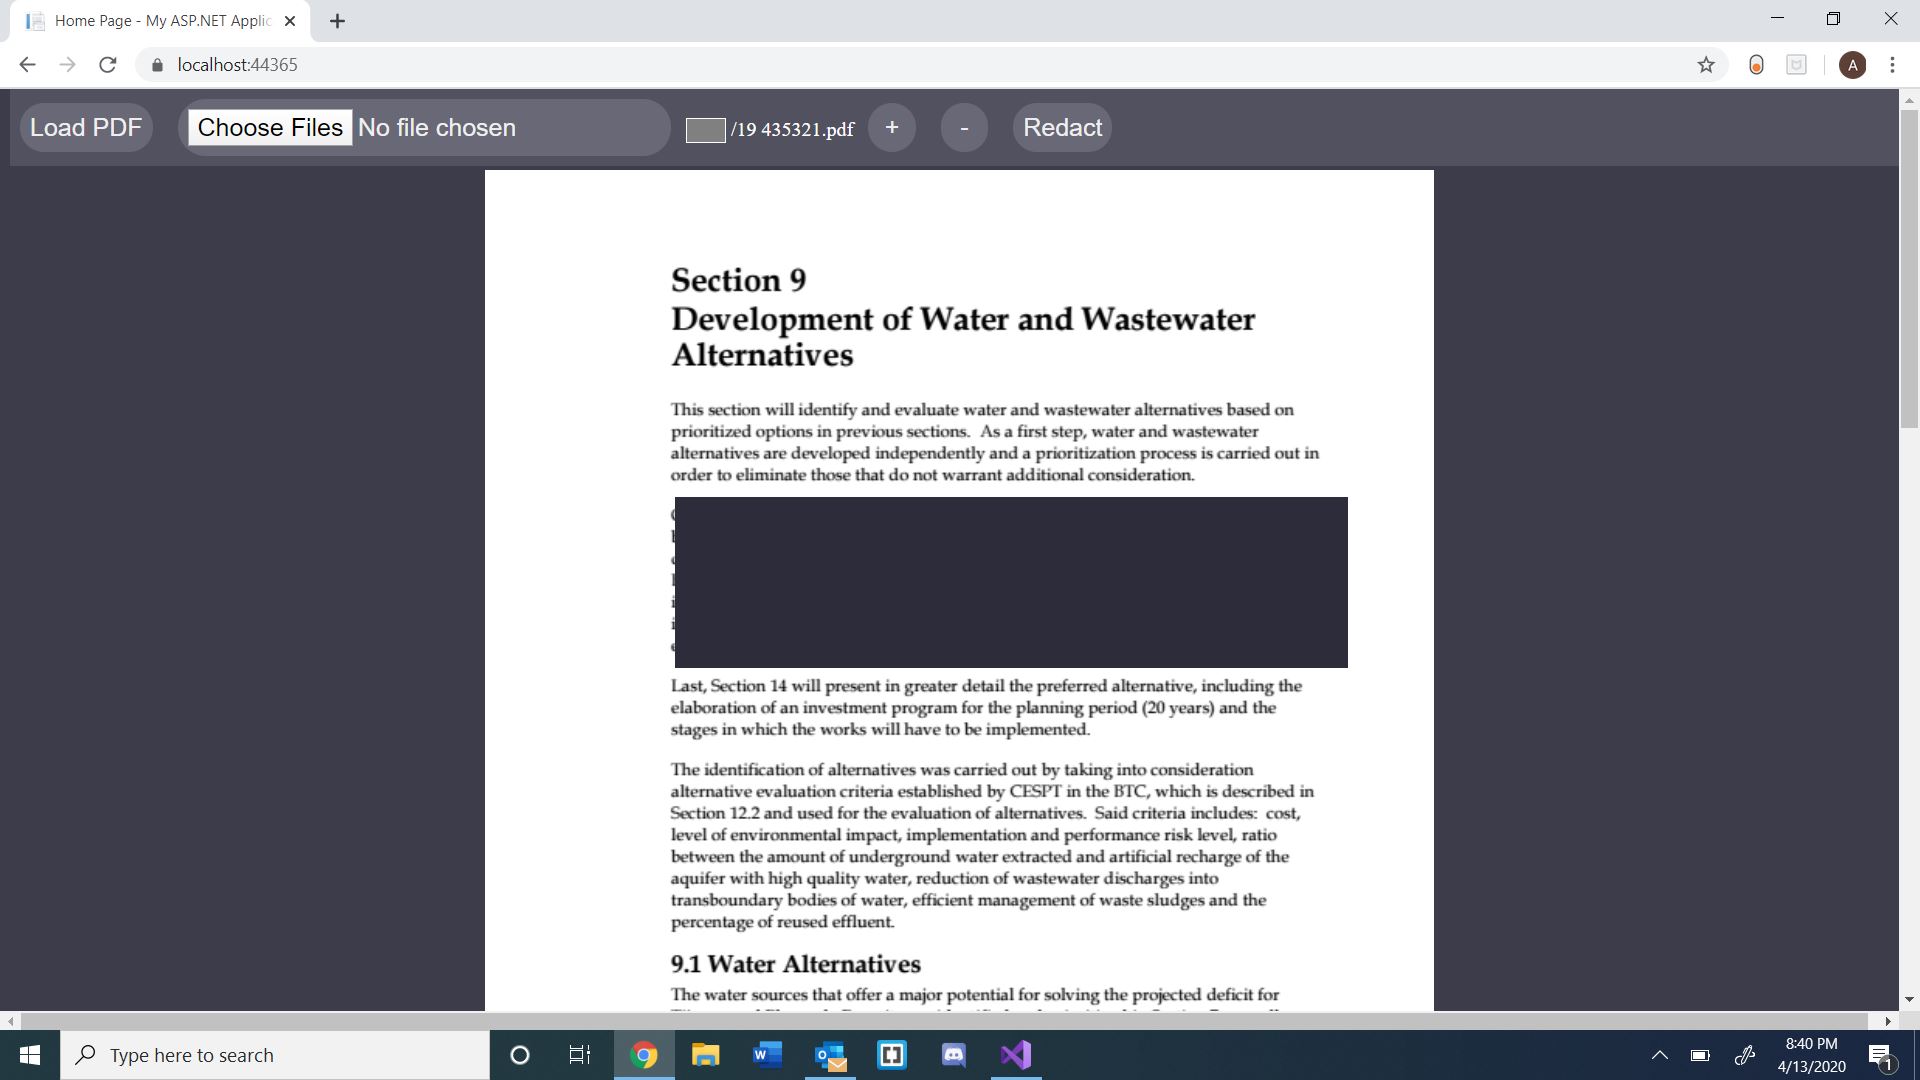 Home Page - My ASP.NET Applic
localhost:44365
A
Load PDF
Choose Files No file chosen
/19 435321.pdf
+
-
Redact
Section 9
Development of Water and Wastewater
Alternatives
This section will identify and evaluate water and wastewater alternatives based on
prioritized options in previous sections. As a first step, water and wastewater
alternatives are developed independently and a prioritization process is carried out in
order to eliminate those that do not warrant additional consideration.
Last, Section 14 will present in greater detail the preferred alternative, including the
elaboration of an investment program for the planning period (20 years) and the
stages in which the works will have to be implemented.
The identification of alternatives was carried out by taking into consideration
alternative evaluation criteria established by CESPT in the BTC, which is described in
Section 12.2 and used for the evaluation of alternatives. Said criteria includes: cost,
level of environmental impact, implementation and performance risk level, ratio
between the amount of underground water extracted and artificial recharge of the
aquifer with high quality water, reduction of wastewater discharges into
transboundary bodies of water, efficient management of waste sludges and the
percentage of reused effluent.
9.1 Water Alternatives
The water sources that offer a major potential for solving the projected deficit for
Type here to search
8:40 PM
4/13/2020
1